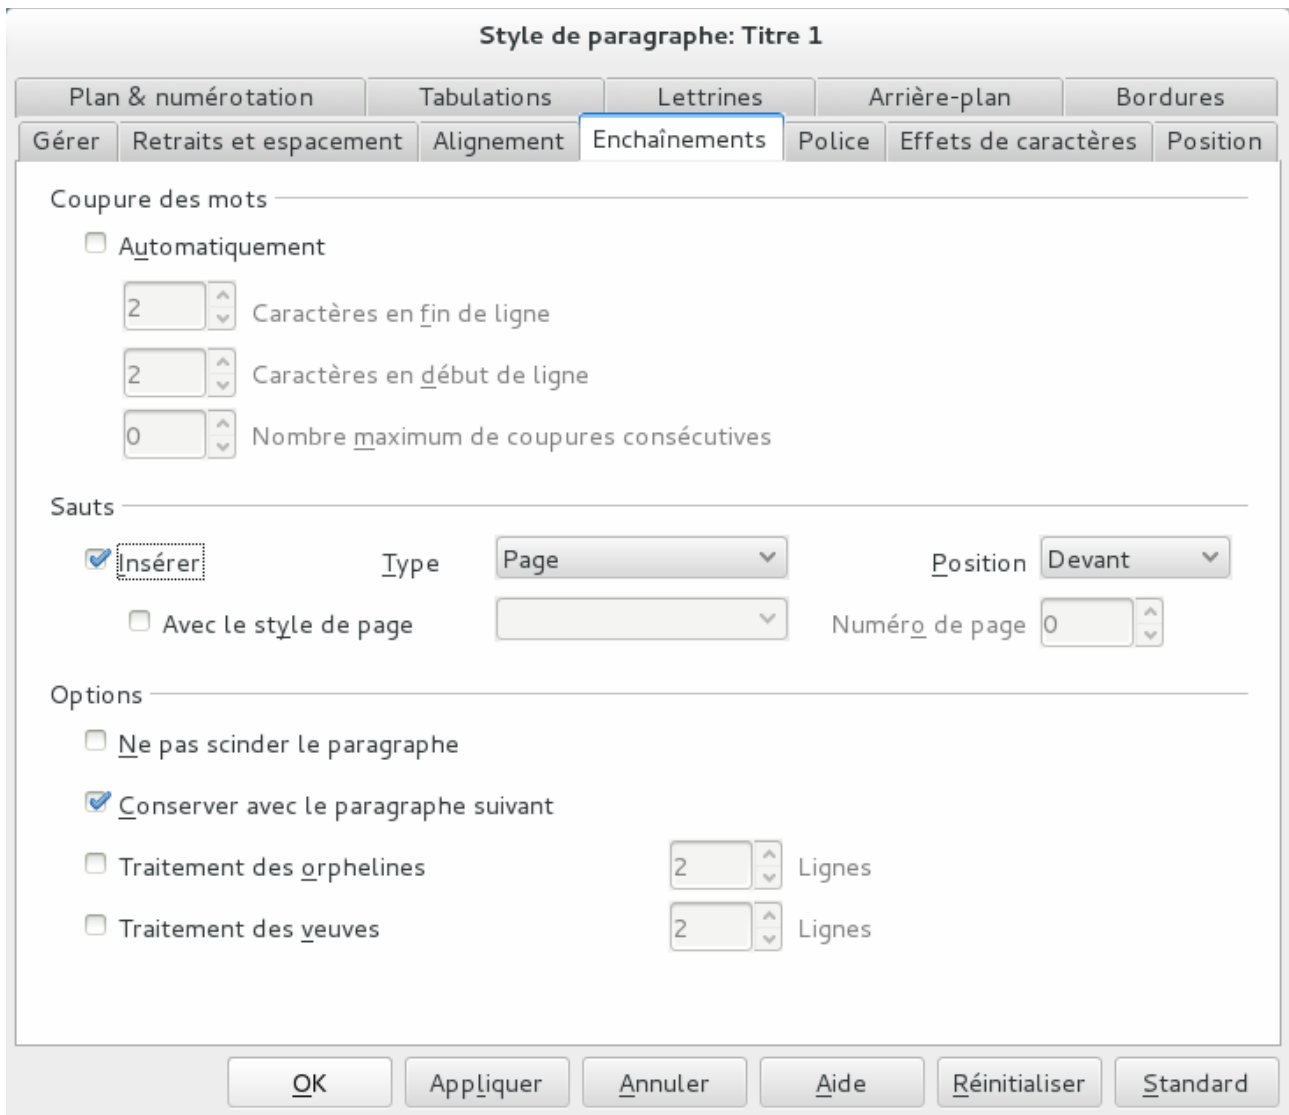 Style de paragraphe: Titre 1
Plan & numérotation Tabulations Lettrines Arrière-plan Bordures
Gérer Retraits et espacement Alignement Enchaînements Police Effets de caractères Position
Coupure des mots
Automatiquement
2 Caractères en fin de ligne
2 Caractères en début de ligne
0 Nombre maximum de coupures consécutives
Sauts
Insérer Type Page Position Devant
Avec le style de page Numéro de page 0
Options
Ne pas scinder le paragraphe
Conserver avec le paragraphe suivant
Traitement des orphelines 2 Lignes
Traitement des veuves 2 Lignes
OK Appliquer Annuler Aide Réinitialiser Standard